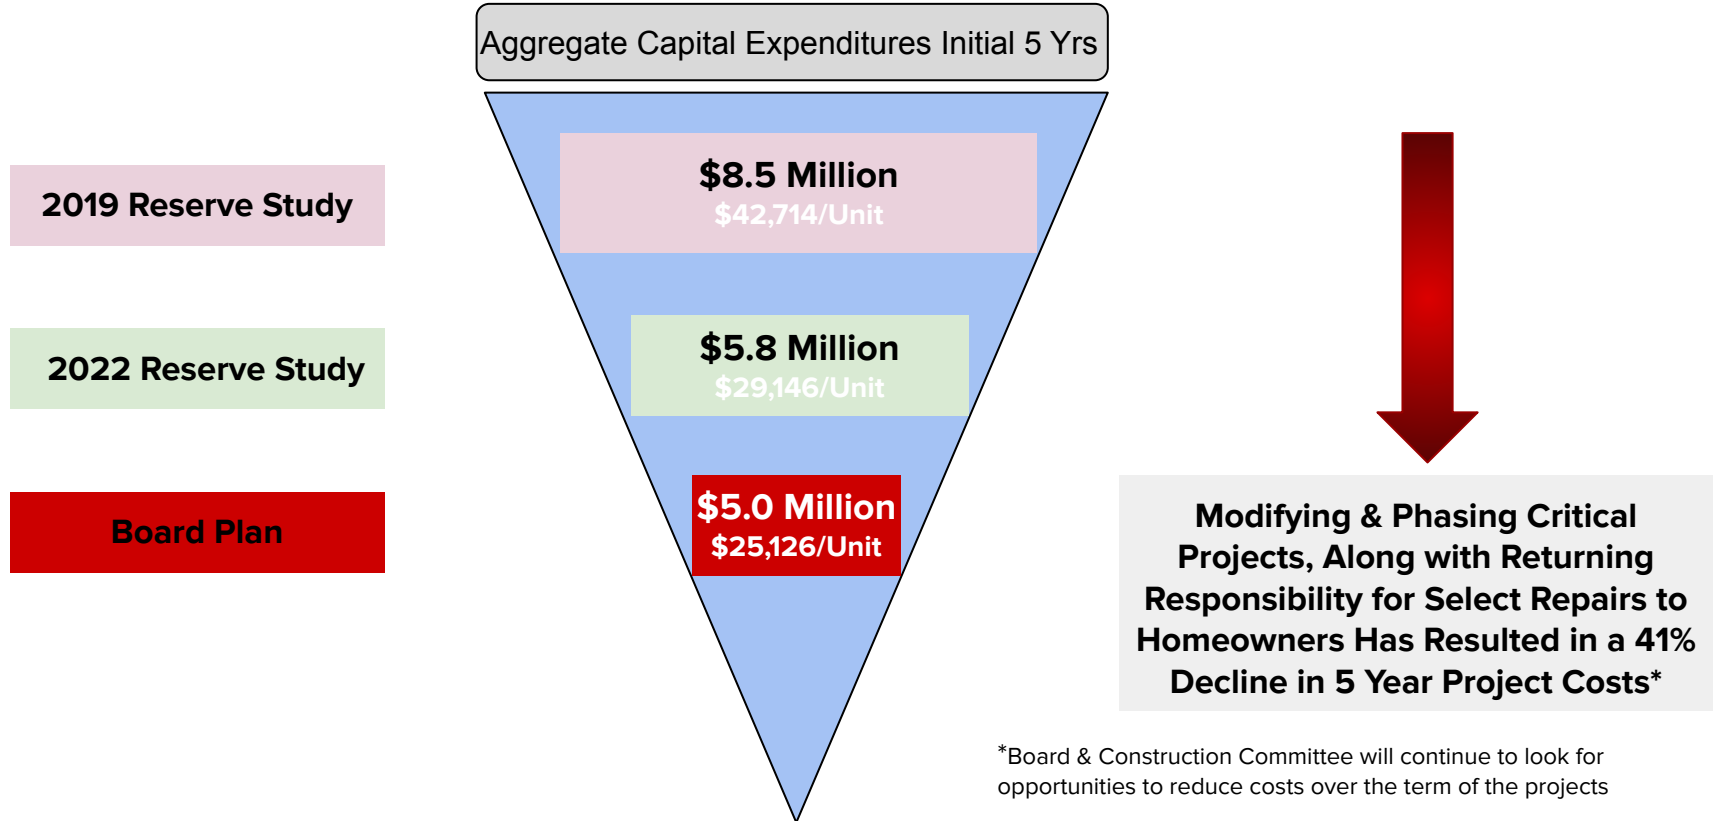 Aggregate Capital Expenditures Initial 5 Yrs
2019 Reserve Study
$8.5 Million
$42,714/Unit
2022 Reserve Study
$5.8 Million
$29,146/Unit
Board Plan
$5.0 Million
$25,126/Unit
Modifying & Phasing Critical
Projects, Along with Returning
Responsibility for Select Repairs to
Homeowners Has Resulted in a 41%
Decline in 5 Year Project Costs*
*Board & Construction Committee will continue to look for
opportunities to reduce costs over the term of the projects